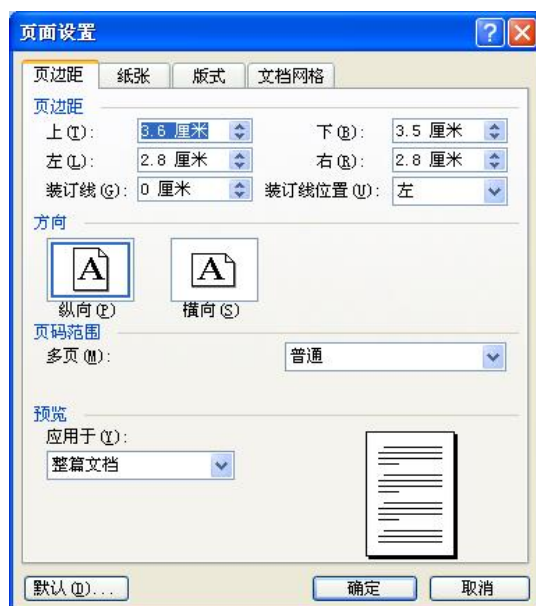 页面设置
页边距 纸张 版式 文档网格
页边距
上(T): 3.6 厘米 下(B): 3.5 厘米
左(L): 2.8 厘米 右(R): 2.8 厘米
装订线(G): 0 厘米 装订线位置(U): 左
方向
A A
纵向(P) 横向(S)
页码范围
多页(M): 普通
预览
应用于(Y):
整篇文档
默认(D)... 确定 取消